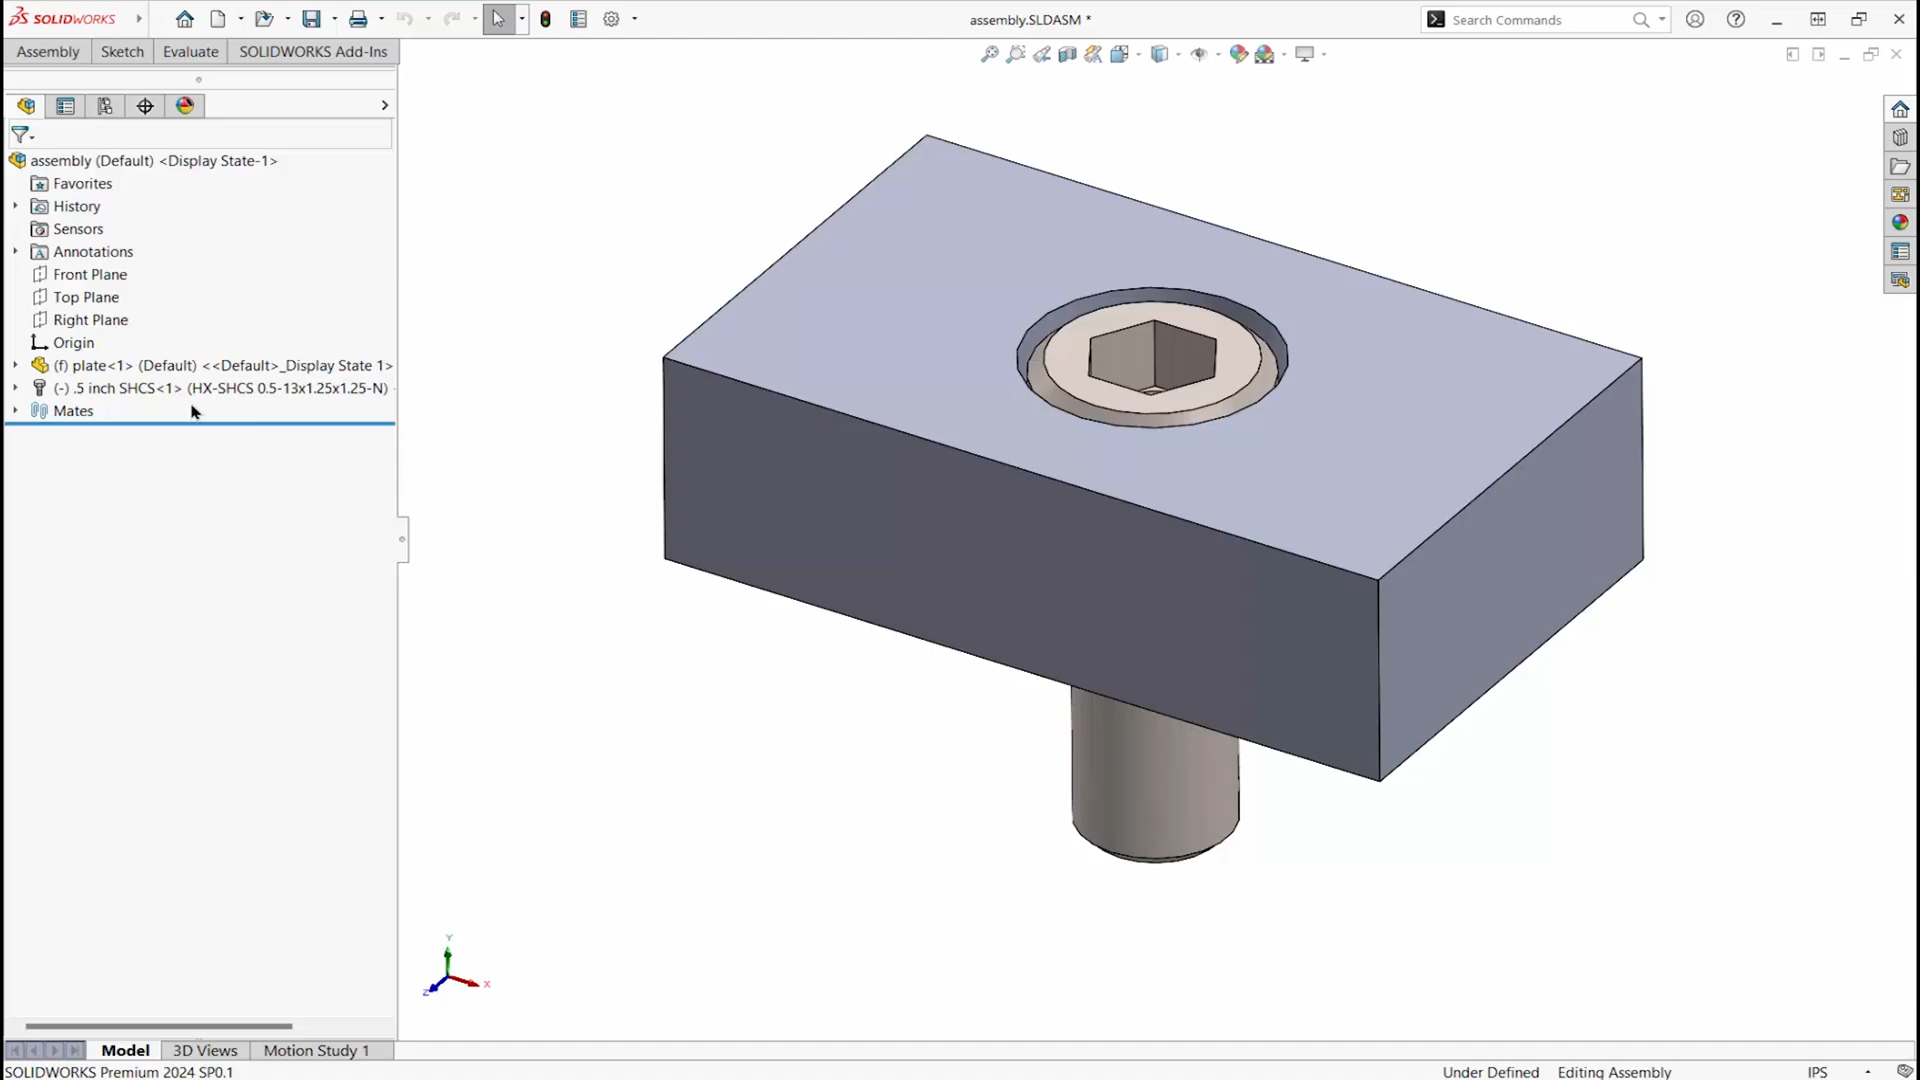 SOLIDWORKS
assembly.SLDASM *
Search Commands
Assembly
Sketch
Evaluate
SOLIDWORKS Add-Ins
assembly (Default) <Display State-1>
Favorites
History
Sensors
Annotations
Front Plane
Top Plane
Right Plane
Origin
(f) plate<1> (Default) <<Default>_Display State 1>
(-) .5 inch SHCS<1> (HX-SHCS 0.5-13x1.25x1.25-N)
Mates
Y
X
Z
Model
3D Views
Motion Study 1
SOLIDWORKS Premium 2024 SP0.1
Under Defined
Editing Assembly
IPS